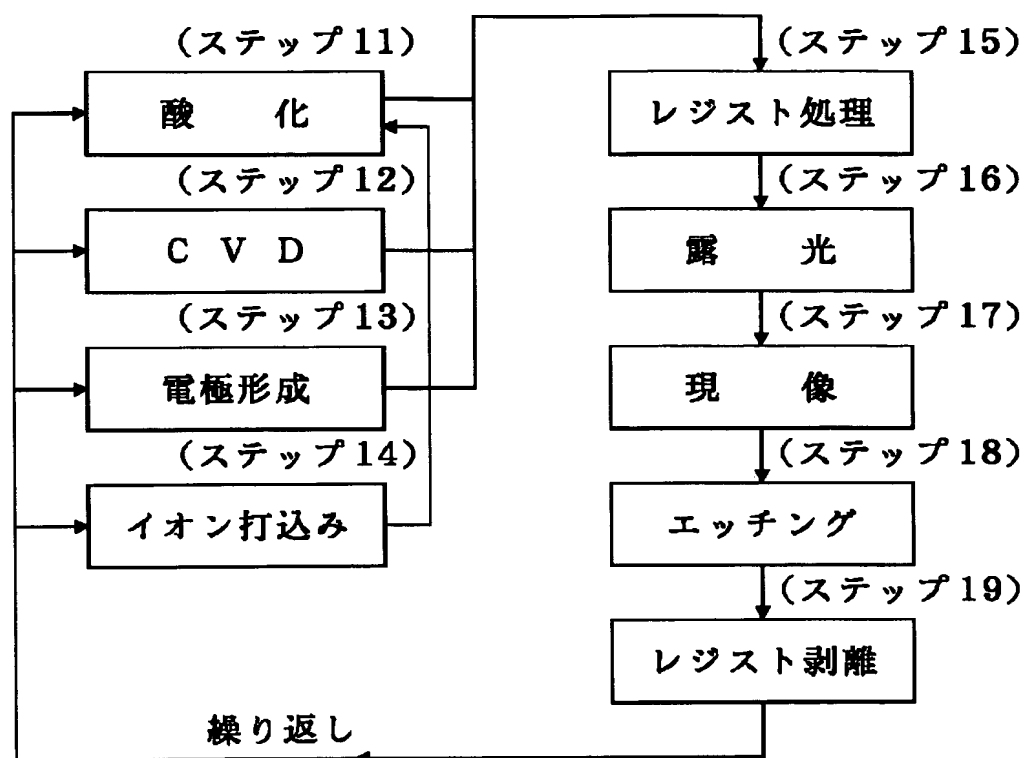 (ステップ11)
酸化
(ステップ12)
CVD
(ステップ13)
電極形成
(ステップ14)
イオン打込み
(ステップ15)
レジスト処理
(ステップ16)
露光
(ステップ17)
現像
(ステップ18)
エッチング
(ステップ19)
レジスト剥離
繰り返し